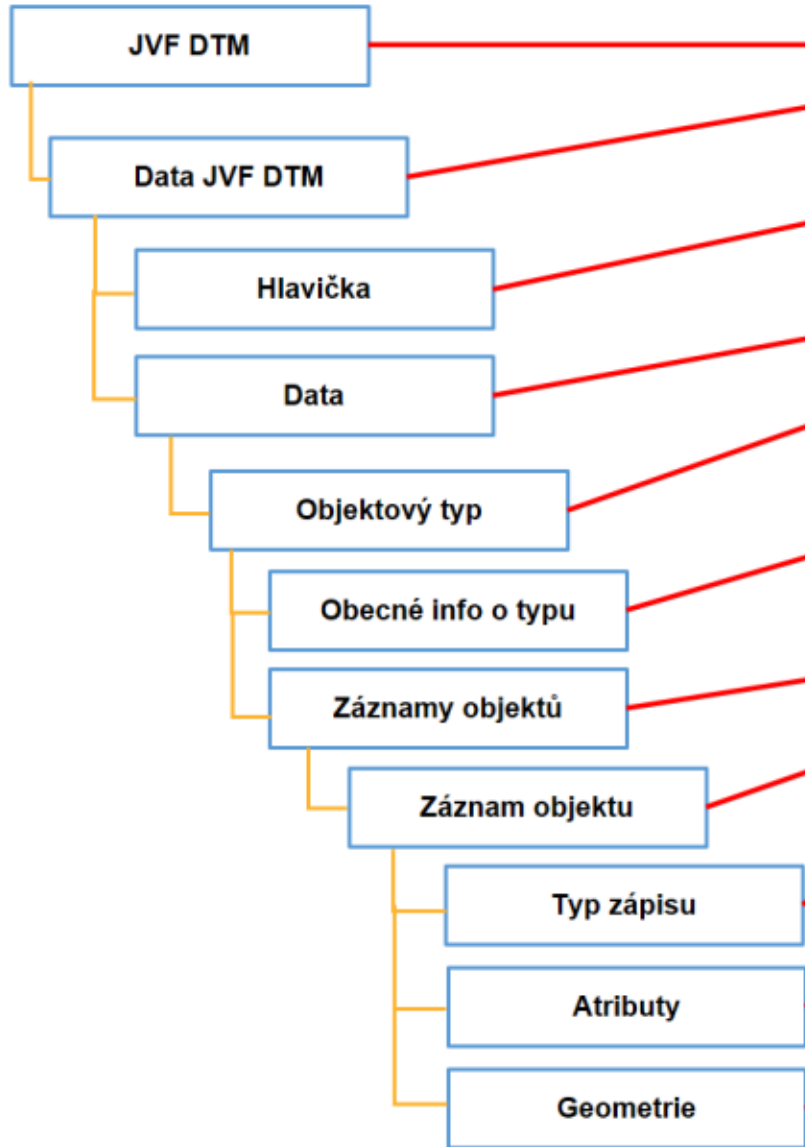 JVF DTM
Data JVF DTM
Hlavička
Data
Objektový typ
Obecné info o typu
Záznamy objektů
Záznam objektu
Typ zápisu
Atributy
Geometrie